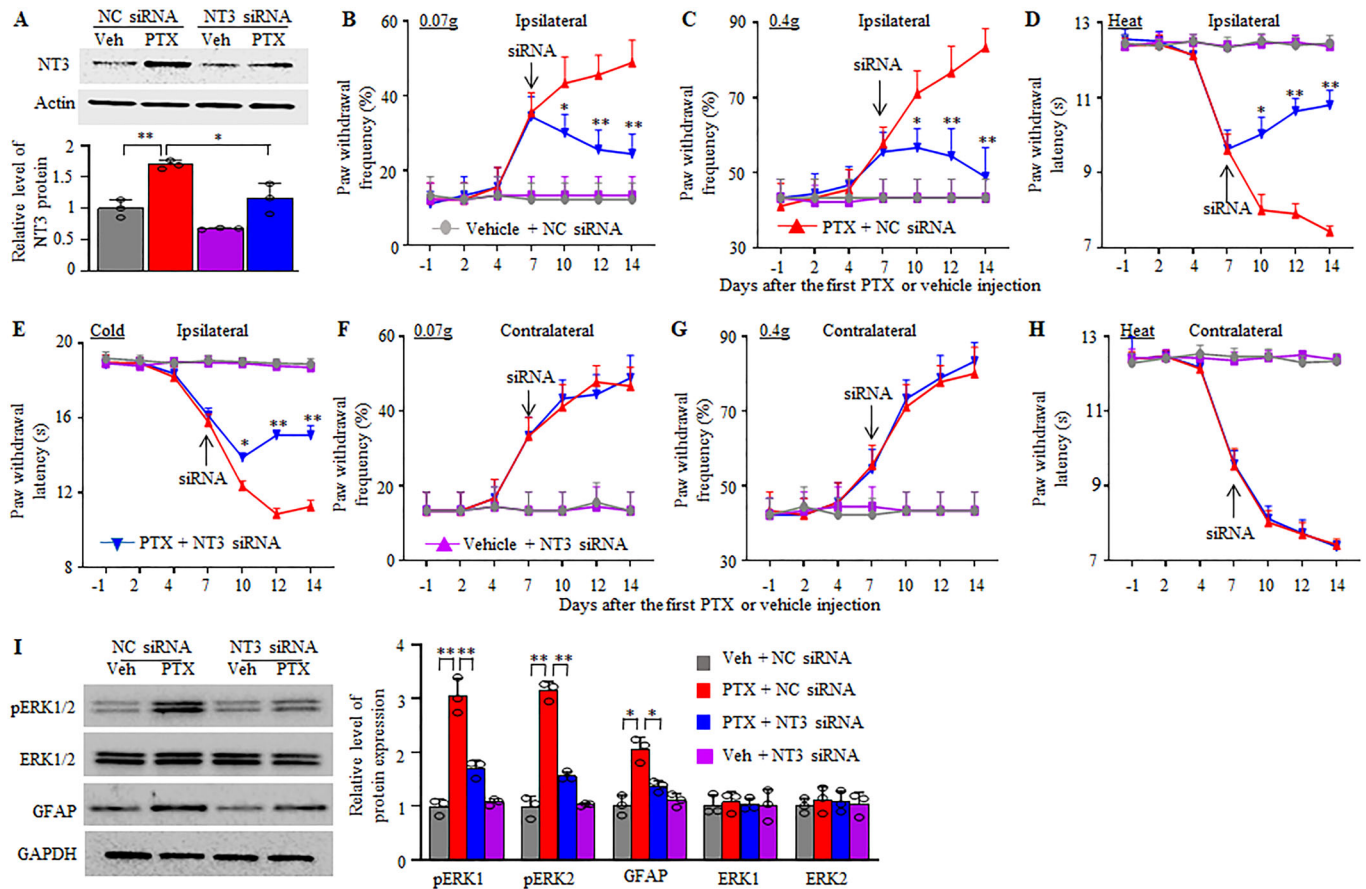 A
NC siRNA NT3 siRNA
Veh PTX Veh PTX
NT3
Actin
Relative level of
NT3 protein
2
1.5
1
0.5
0
** *
B
0.07g Ipsilateral
siRNA
Paw withdrawal
frequency (%)
60
40
20
0
* ** **
Vehicle + NC siRNA
-1 2 4 7 10 12 14
C
0.4g Ipsilateral
siRNA
Paw withdrawal
frequency (%)
90
70
50
30
* ** **
PTX + NC siRNA
-1 2 4 7 10 12 14
D
Heat Ipsilateral
Paw withdrawal
latency (s)
13
11
9
7
* ** **
siRNA
-1 2 4 7 10 12 14
Days after the first PTX or vehicle injection
E
Cold Ipsilateral
Paw withdrawal
latency (s)
20
16
12
8
* ** **
siRNA
PTX + NT3 siRNA
-1 2 4 7 10 12 14
F
0.07g Contralateral
siRNA
Paw withdrawal
frequency (%)
60
40
20
0
Vehicle + NT3 siRNA
-1 2 4 7 10 12 14
G
0.4g Contralateral
siRNA
Paw withdrawal
frequency (%)
90
70
50
30
-1 2 4 7 10 12 14
H
Heat Contralateral
Paw withdrawal
latency (s)
13
11
9
7
siRNA
-1 2 4 7 10 12 14
Days after the first PTX or vehicle injection
I
NC siRNA NT3 siRNA
Veh PTX Veh PTX
pERK1/2
ERK1/2
GFAP
GAPDH
Relative level of
protein expression
4
3
2
1
0
** ** ** ** * *
pERK1 pERK2 GFAP ERK1 ERK2
Veh + NC siRNA
PTX + NC siRNA
PTX + NT3 siRNA
Veh + NT3 siRNA